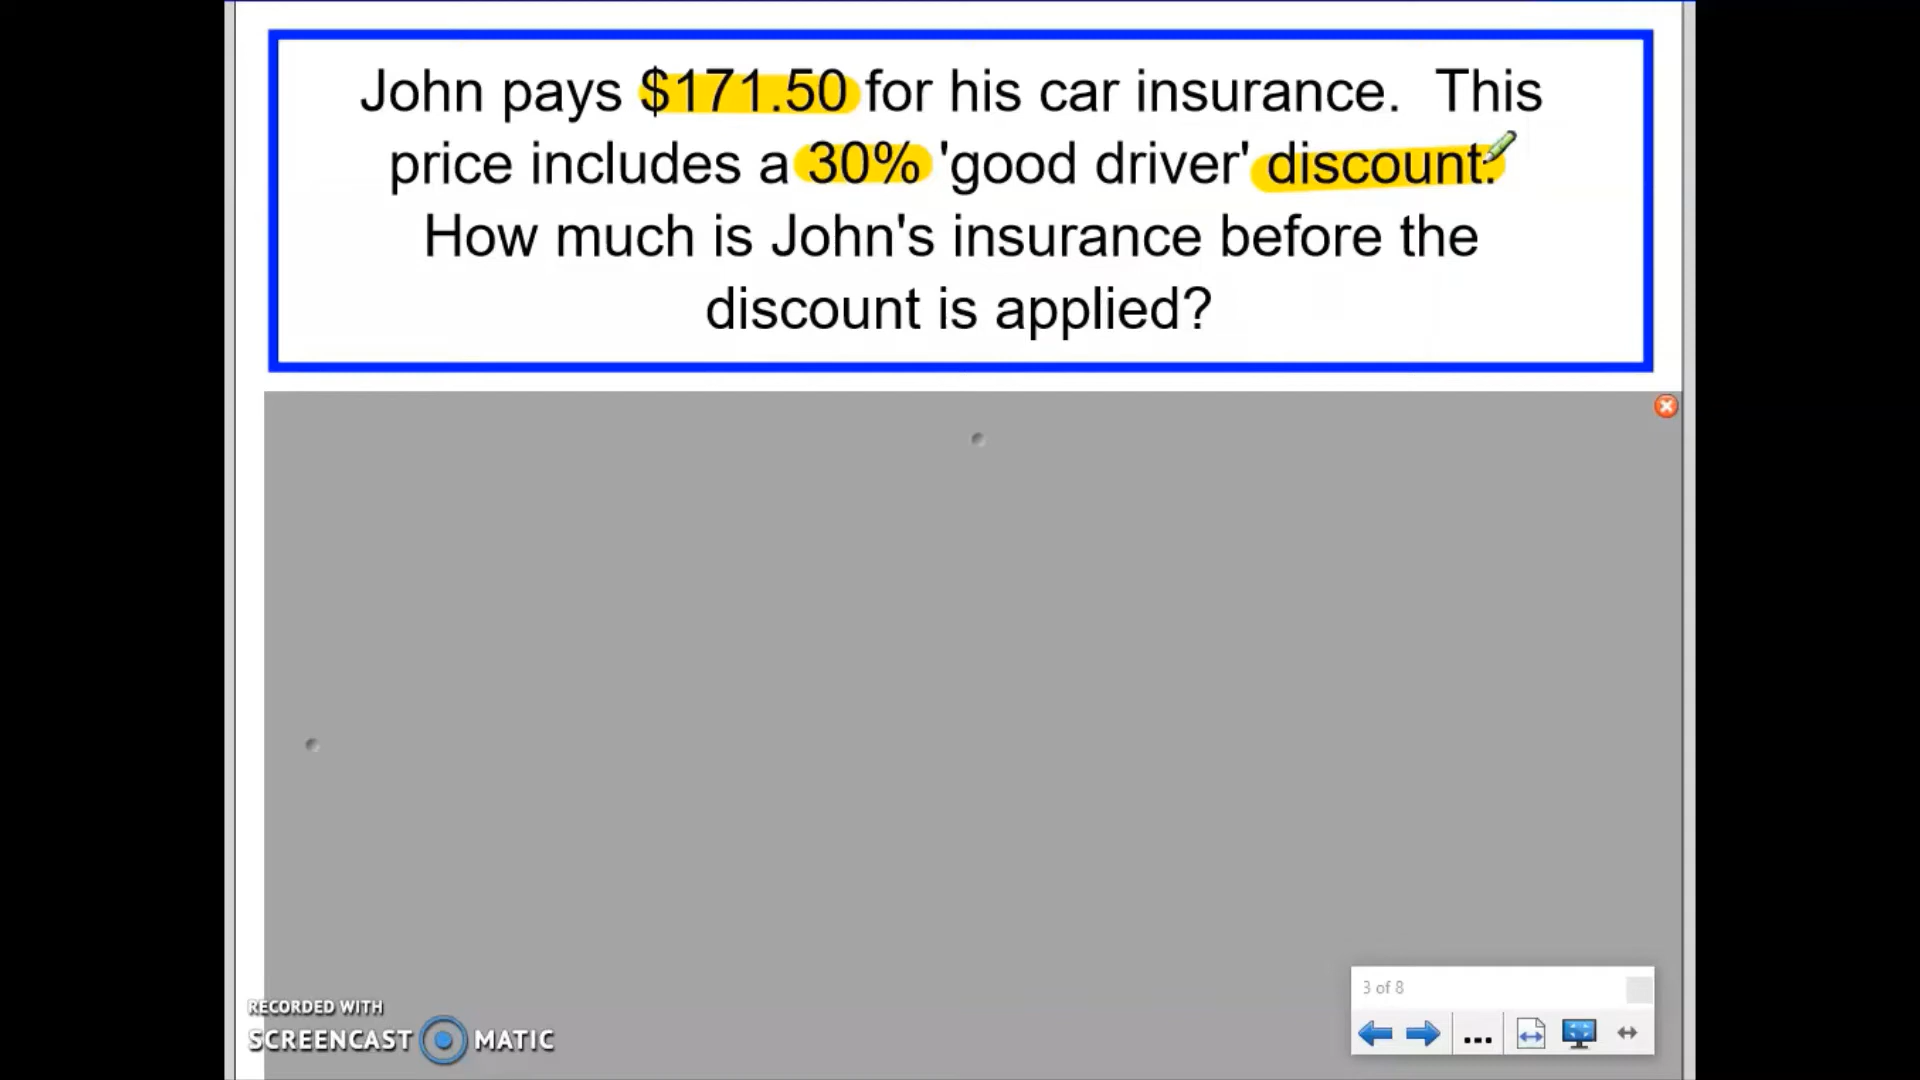 John pays $171.50 for his car insurance. This
price includes a 30% 'good driver' discount.
How much is John's insurance before the
discount is applied?
3 of 8
RECORDED WITH
SCREENCAST MATIC